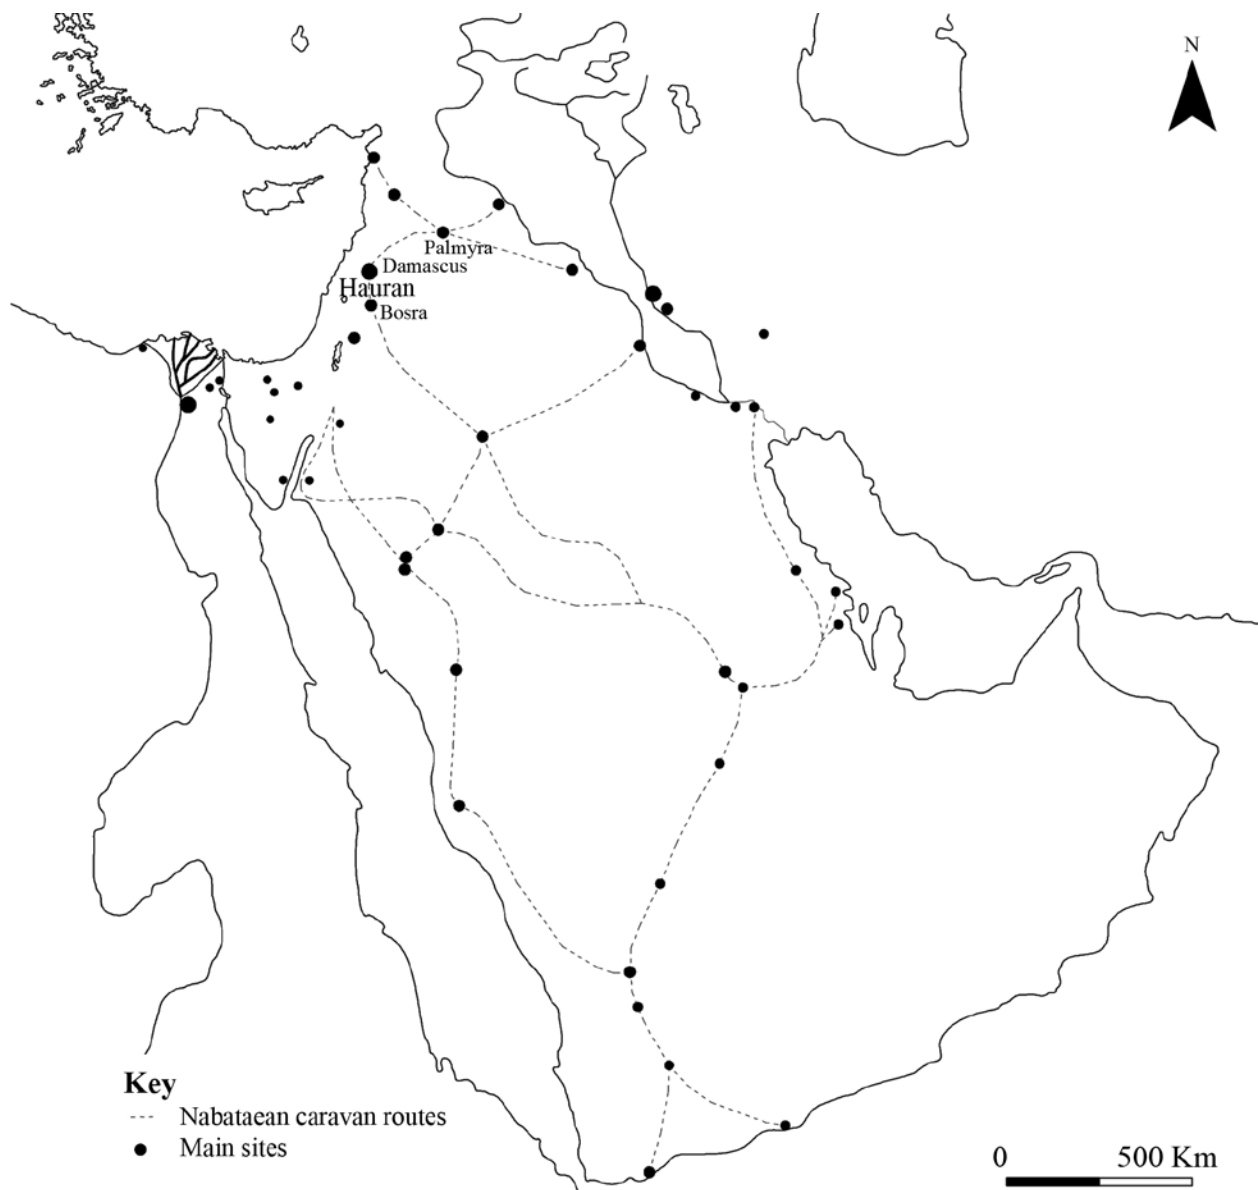 N
Palmyra
Damascus
Hauran
Bosra
Key
Nabataean caravan routes
Main sites
0 500 Km